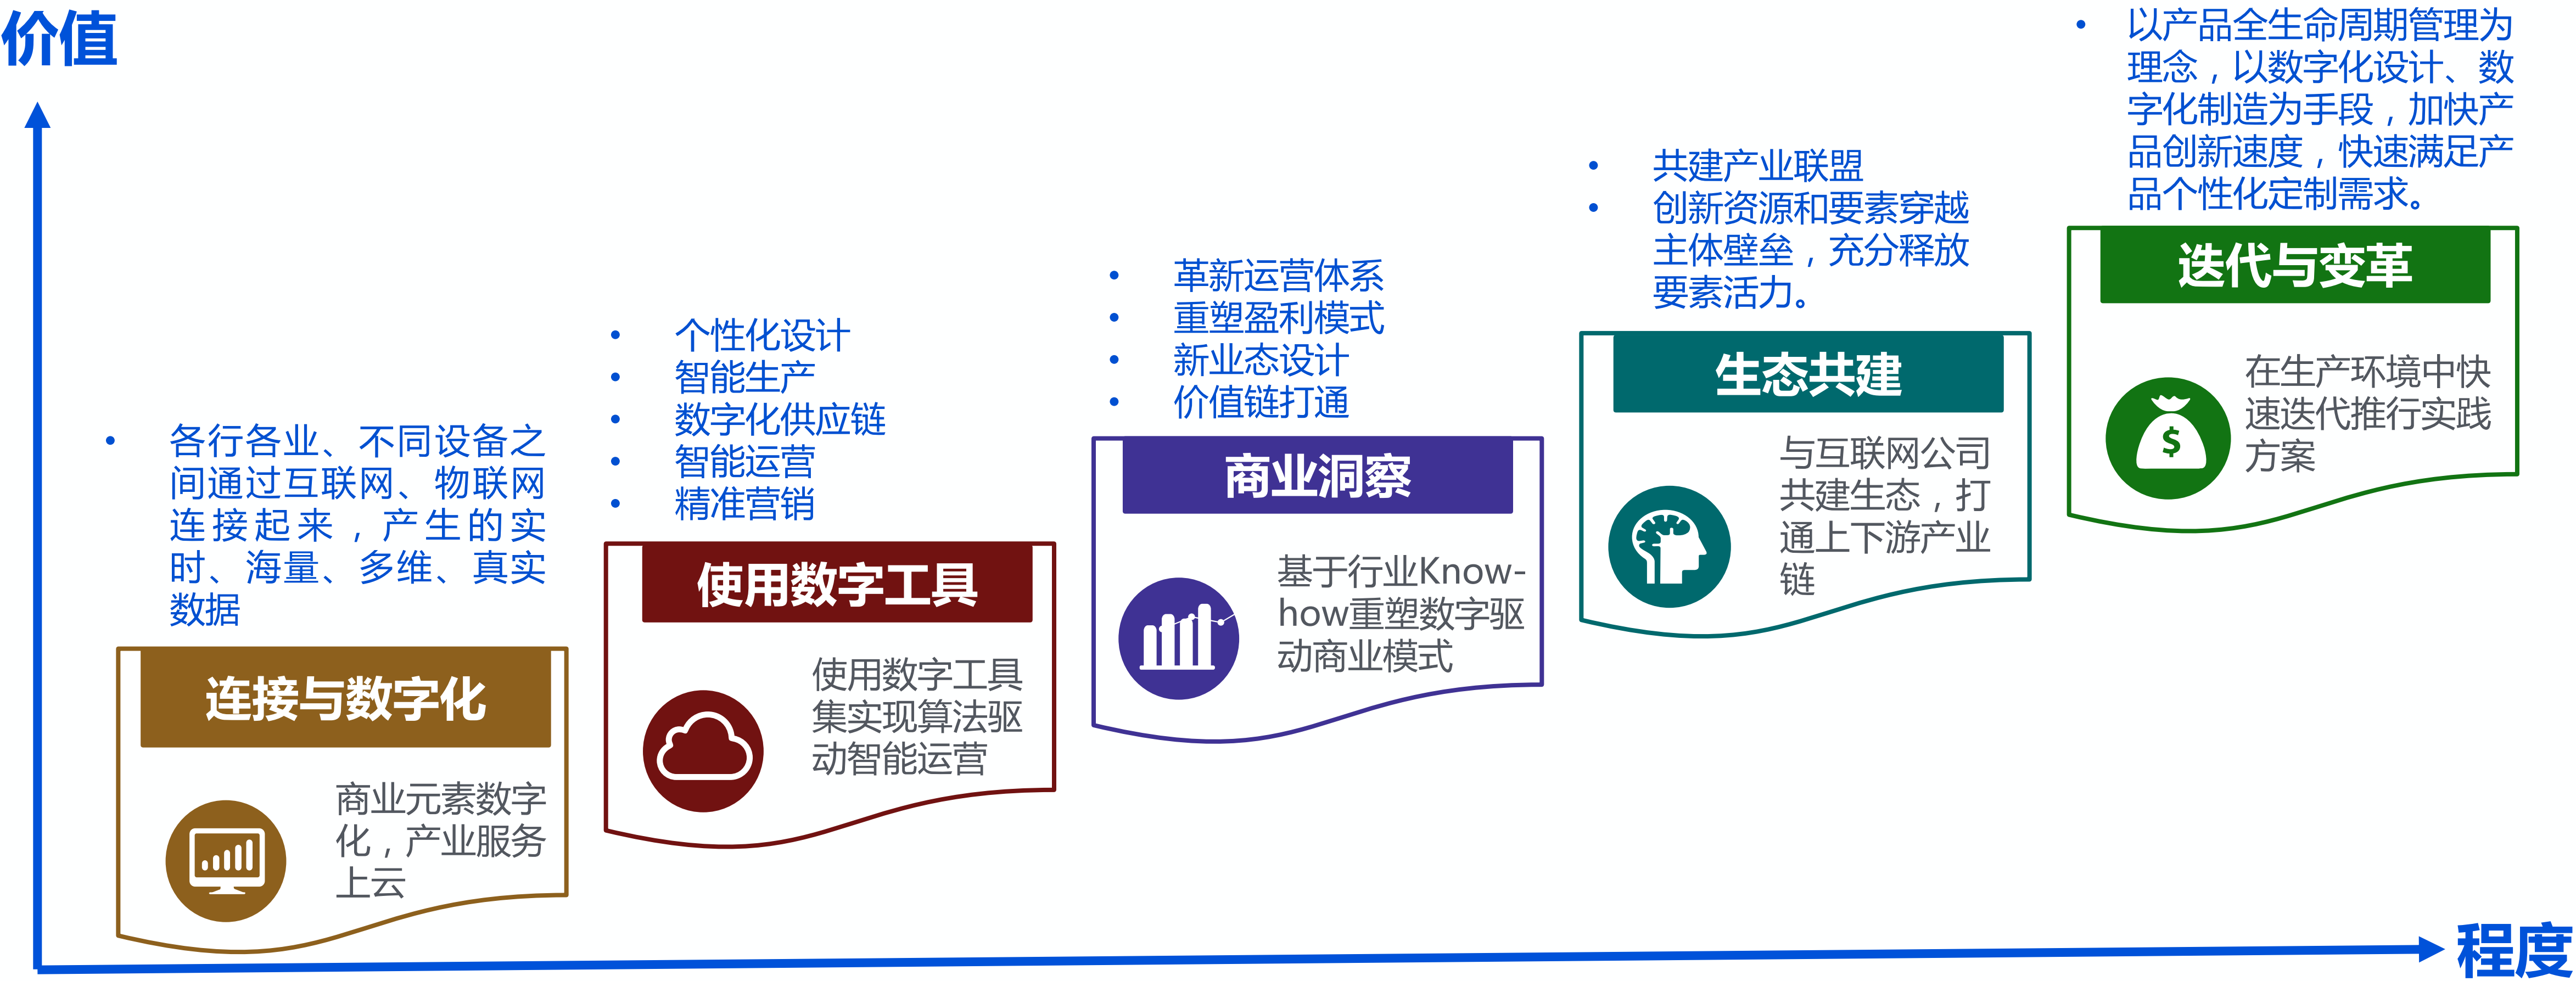 价值
各行各业、不同设备之
间通过互联网、物联网
连接起来，产生的实
时、海量、多维、真实
数据
连接与数字化
商业元素数字
化，产业服务
上云
个性化设计
智能生产
数字化供应链
智能运营
精准营销
使用数字工具
使用数字工具
集实现算法驱
动智能运营
革新运营体系
重塑盈利模式
新业态设计
价值链打通
商业洞察
基于行业Know-
how重塑数字驱
动商业模式
共建产业联盟
创新资源和要素穿越
主体壁垒，充分释放
要素活力。
生态共建
与互联网公司
共建生态，打
通上下游产业
链
以产品全生命周期管理为
理念，以数字化设计、数
字化制造为手段，加快产
品创新速度，快速满足产
品个性化定制需求。
迭代与变革
$
在生产环境中快
速迭代推行实践
方案
程度